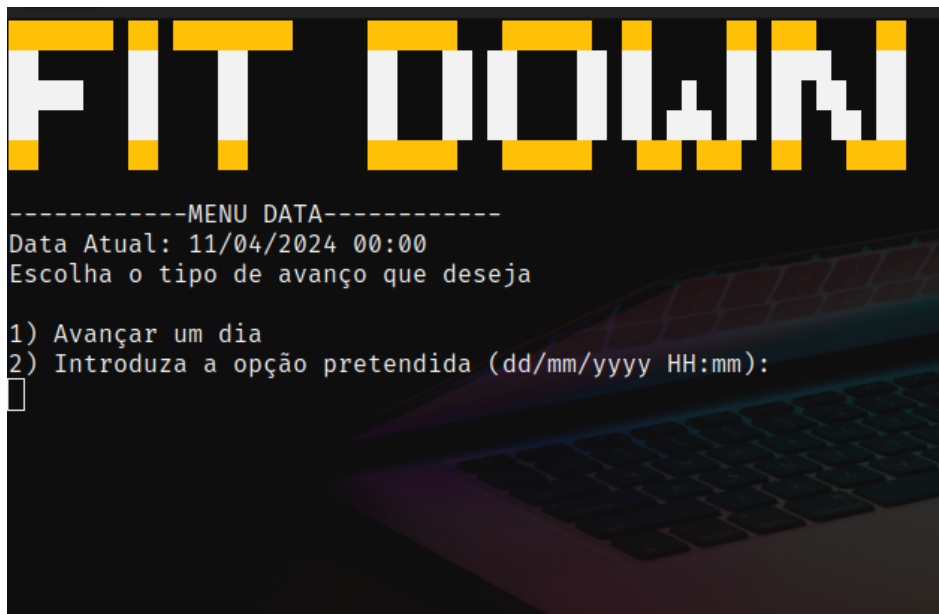 FIT DOWN
------------MENU DATA------------
Data Atual: 11/04/2024 00:00
Escolha o tipo de avanço que deseja
1) Avançar um dia
2) Introduza a opção pretendida (dd/mm/yyyy HH:mm):